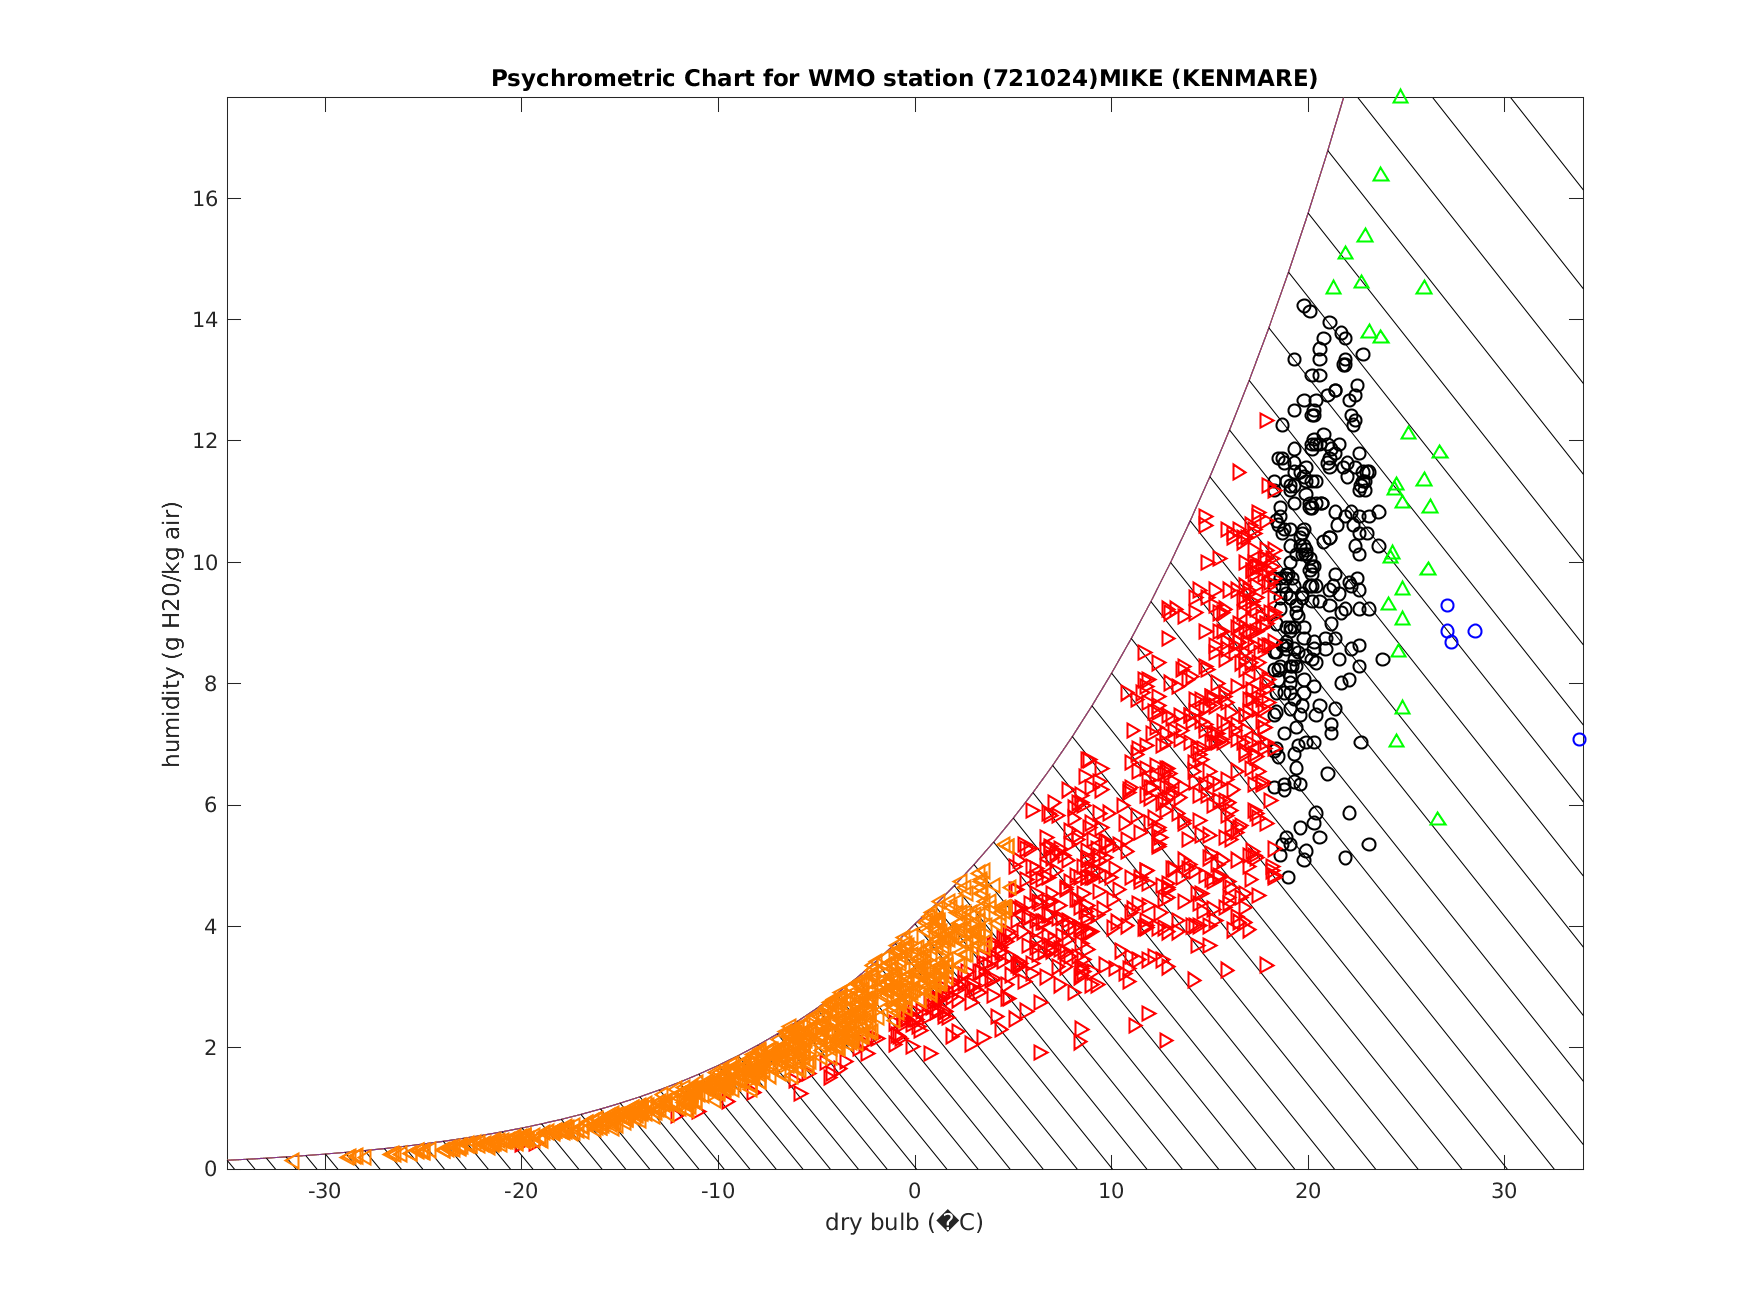 Psychrometric Chart for WMO station (721024)MIKE (KENMARE)
16
14
12
10
8
6
4
2
0
humidity (g H20/kg air)
-30 -20 -10 0 10 20 30
dry bulb (�C)